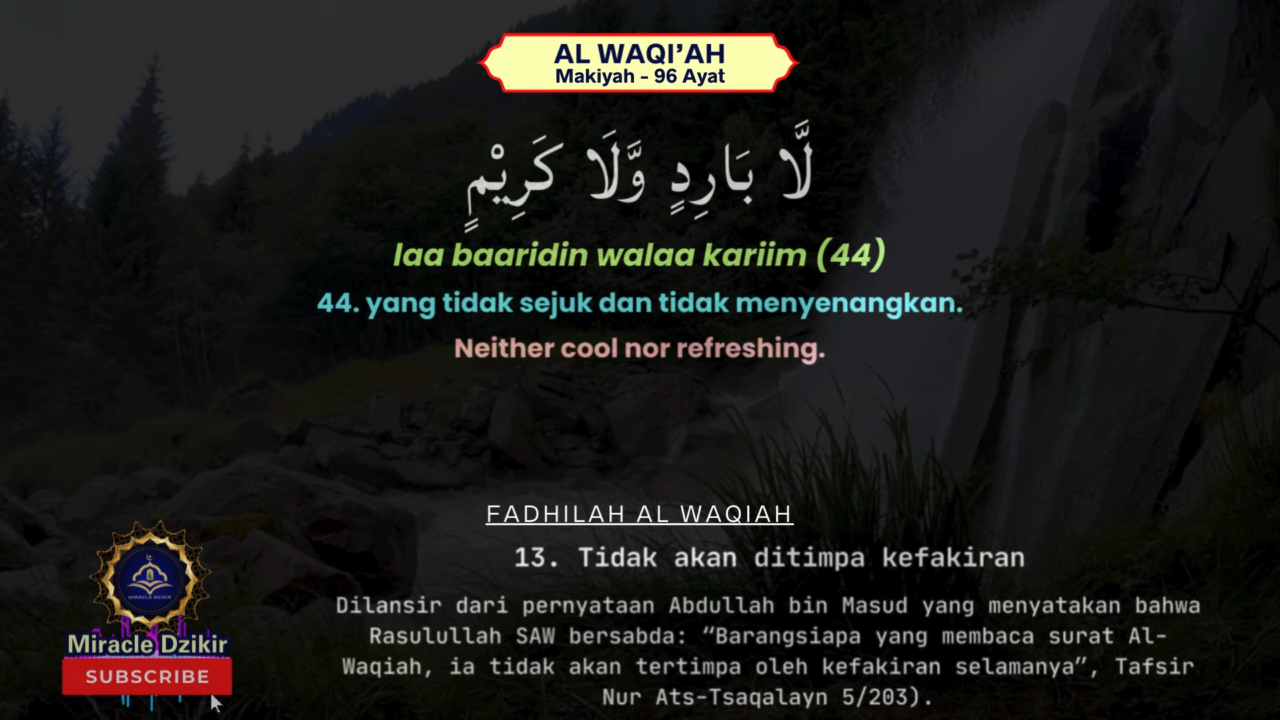 AL WAQI’AH
Makiyah - 96 Ayat
لَّا بَارِدٍ وَّلَا كَرِيْمٍ
laa baaridin walaa kariim (44)
44. yang tidak sejuk dan tidak menyenangkan.
Neither cool nor refreshing.
FADHILAH AL WAQIAH
13. Tidak akan ditimpa kefakiran
Dilansir dari pernyataan Abdullah bin Masud yang menyatakan bahwa
Rasulullah SAW bersabda: “Barangsiapa yang membaca surat Al-
Waqiah, ia tidak akan tertimpa oleh kefakiran selamanya”, Tafsir
Nur Ats-Tsaqalayn 5/203).
MIRACLE DZIKIR
Miracle Dzikir
SUBSCRIBE